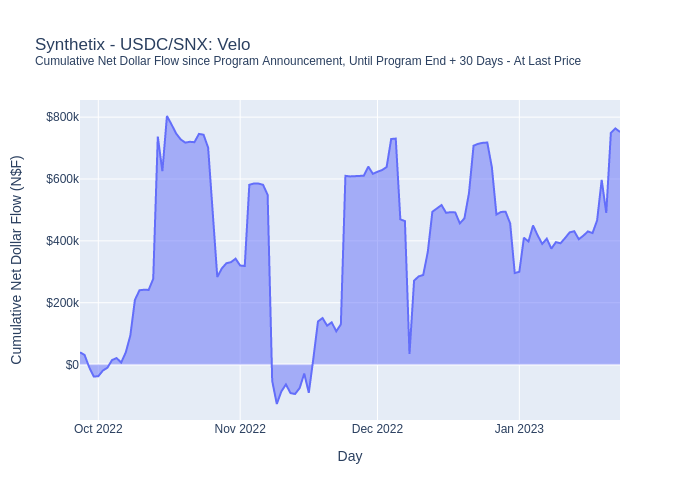 Synthetix - USDC/SNX: Velo
Cumulative Net Dollar Flow since Program Announcement, Until Program End + 30 Days - At Last Price
Cumulative Net Dollar Flow (N$F)
$800k
$600k
$400k
$200k
$0
Oct 2022
Nov 2022
Dec 2022
Jan 2023
Day